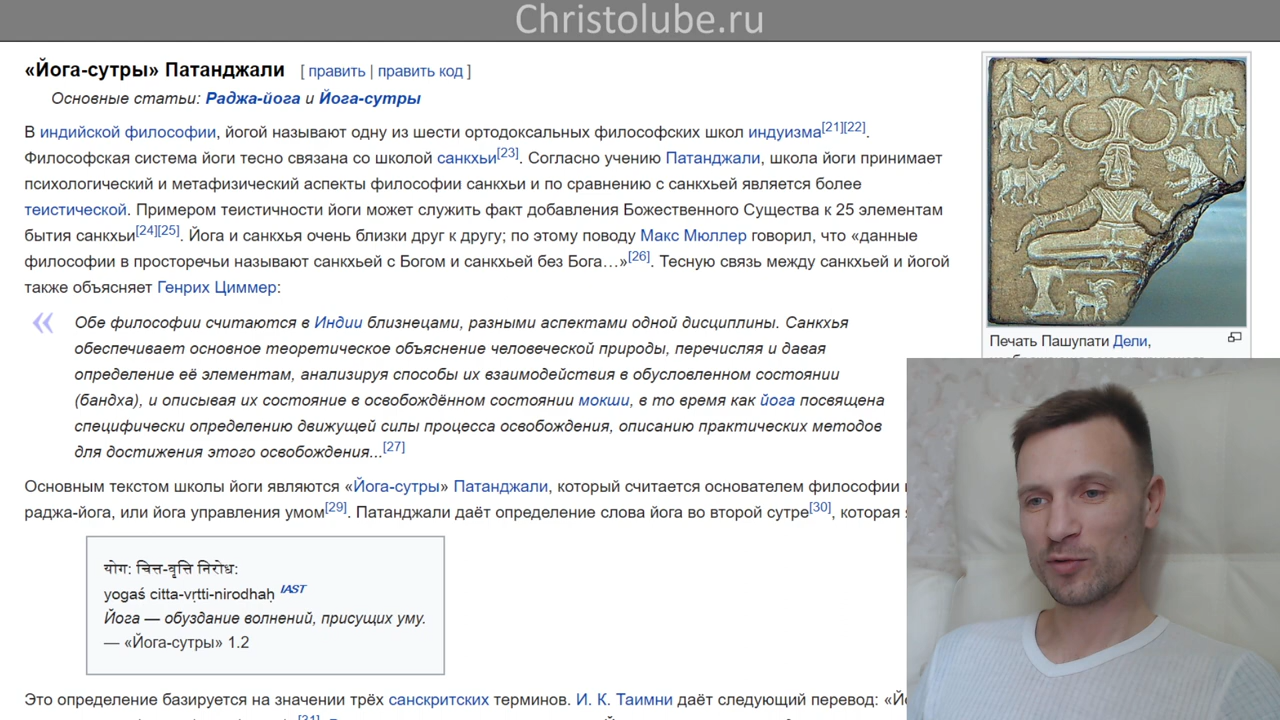 Christolube.ru
«Йога-сутры» Патанджали [ править | править код ]
Основные статьи: Раджа-йога и Йога-сутры
В индийской философии, йогой называют одну из шести ортодоксальных философских школ индуизма[21][22].
Философская система йоги тесно связана со школой санкхьи[23]. Согласно учению Патанджали, школа йоги принимает
психологический и метафизический аспекты философии санкхьи и по сравнению с санкхьей является более
теистической. Примером теистичности йоги может служить факт добавления Божественного Существа к 25 элементам
бытия санкхьи[24][25]. Йога и санкхья очень близки друг к другу; по этому поводу Макс Мюллер говорил, что «данные
философии в просторечьи называют санкхьей с Богом и санкхьей без Бога…»[26]. Тесную связь между санкхьей и йогой
также объясняет Генрих Циммер:
« Обе философии считаются в Индии близнецами, разными аспектами одной дисциплины. Санкхья
обеспечивает основное теоретическое объяснение человеческой природы, перечисляя и давая
определение её элементам, анализируя способы их взаимодействия в обусловленном состоянии
(бандха), и описывая их состояние в освобождённом состоянии мокши, в то время как йога посвящена
специфически определению движущей силы процесса освобождения, описанию практических методов
для достижения этого освобождения...[27]
Основным текстом школы йоги являются «Йога-сутры» Патанджали, который считается основателем философии
раджа-йога, или йога управления умом[29]. Патанджали даёт определение слова йога во второй сутре[30], которая
योग: चित्त-वृत्ति निरोध:
yogaś citta-vṛtti-nirodhaḥ IAST
Йога — обуздание волнений, присущих уму.
— «Йога-сутры» 1.2
Это определение базируется на значении трёх санскритских терминов. И. К. Таимни даёт следующий перевод:
[31]
Печать Пашупати Дели,